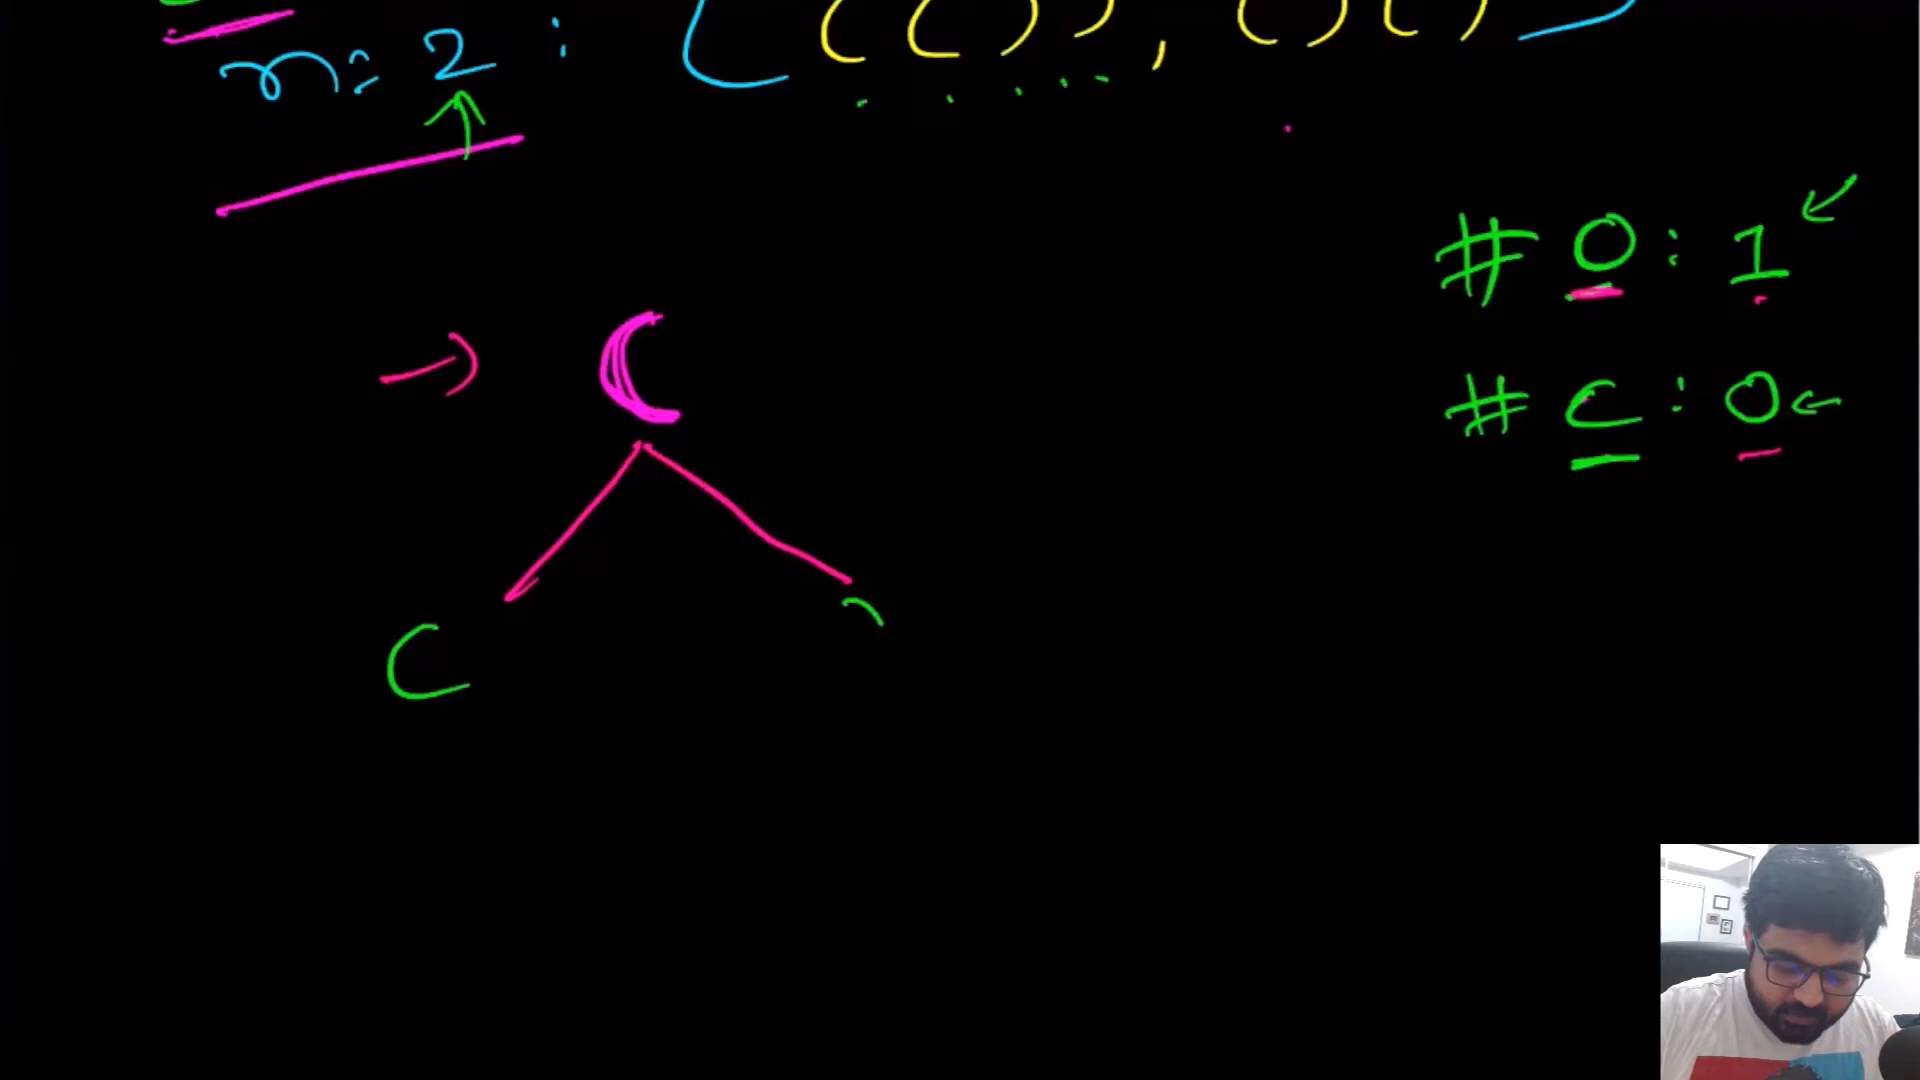 n = 2 : [ ( ( ) ) , ( ) ( ) ]
# O : 1
(
# C : 0
( )